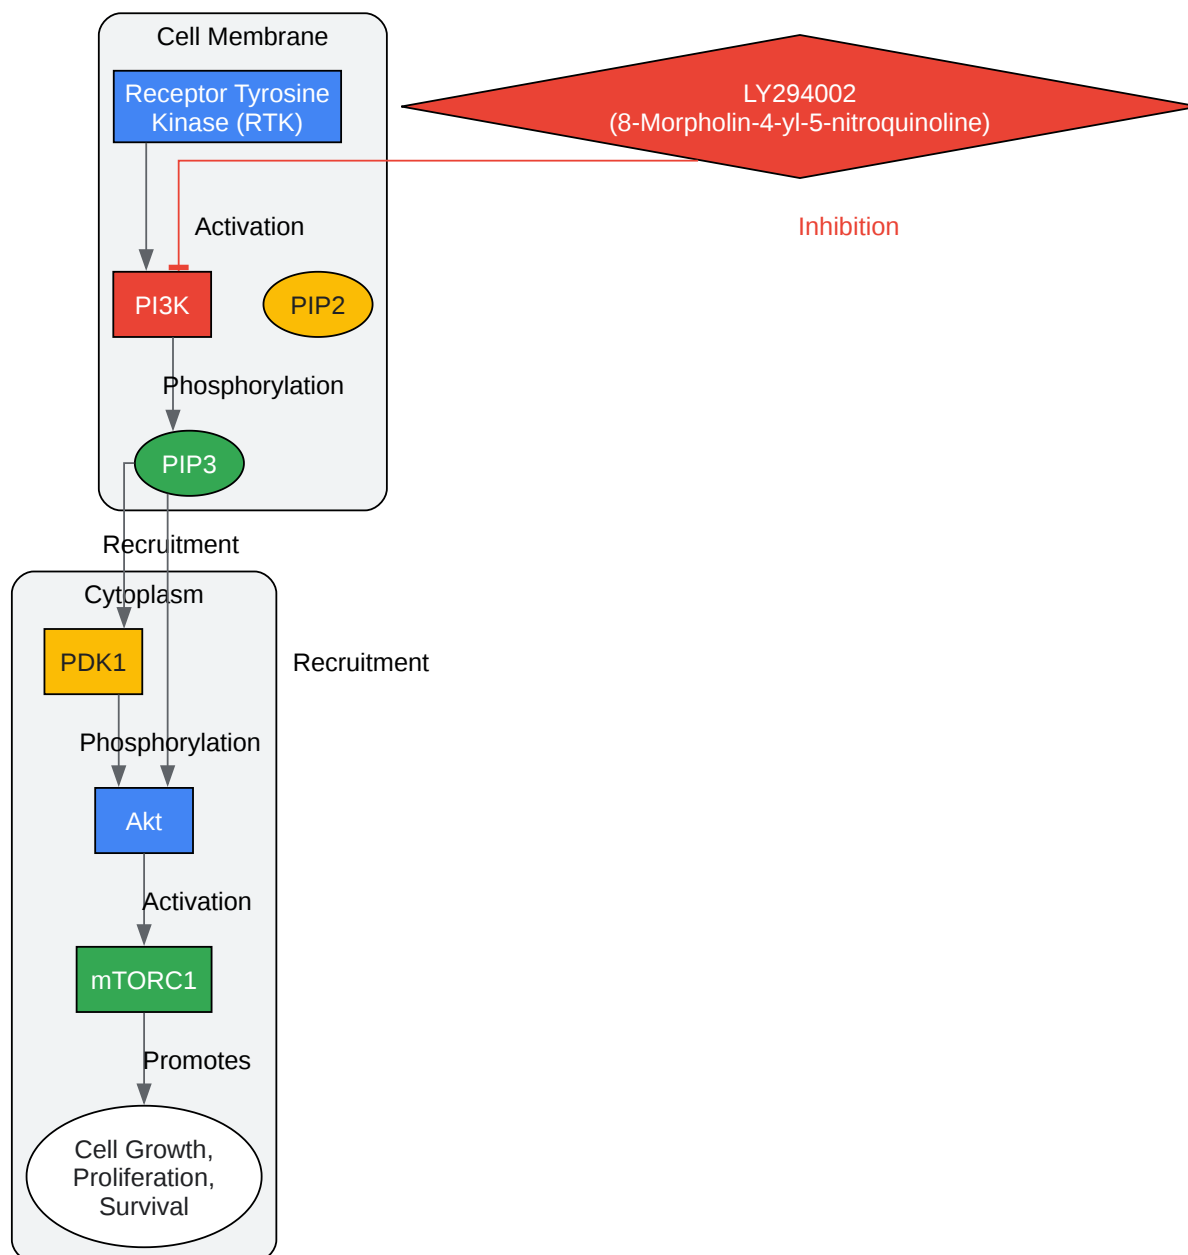 Cell Membrane
Receptor Tyrosine
Kinase (RTK)
LY294002
(8-Morpholin-4-yl-5-nitroquinoline)
Activation
Inhibition
PI3K
PIP2
Phosphorylation
PIP3
Recruitment
Cytoplasm
PDK1
Recruitment
Phosphorylation
Akt
Activation
mTORC1
Promotes
Cell Growth,
Proliferation,
Survival